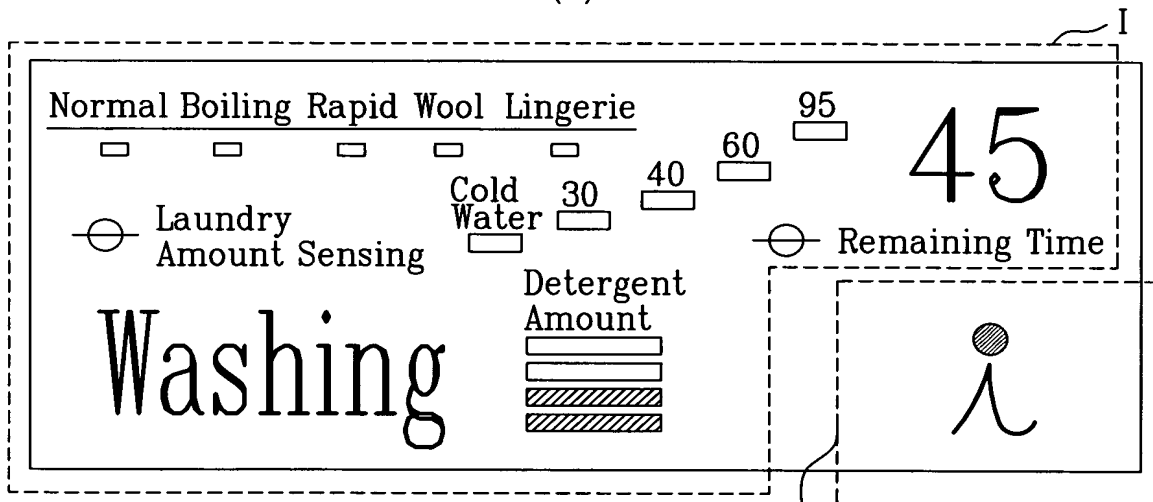 I
Normal Boiling Rapid Wool Lingerie
95
60
40
30
45
Cold
Water
Laundry
Amount Sensing
Remaining Time
Detergent
Amount
Washing
i